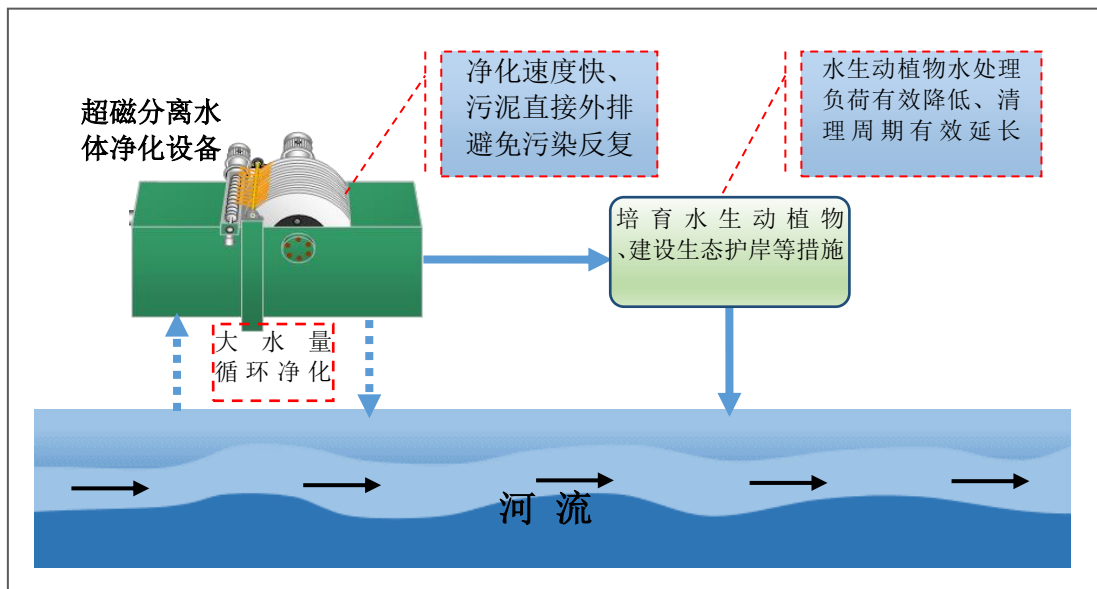 超磁分离水
体净化设备
净化速度快、
污泥直接外排
避免污染反复
水生动植物水处理
负荷有效降低、清
理周期有效延长
培育水生动植物
、建设生态护岸等措施
大水量
循环净化
河流